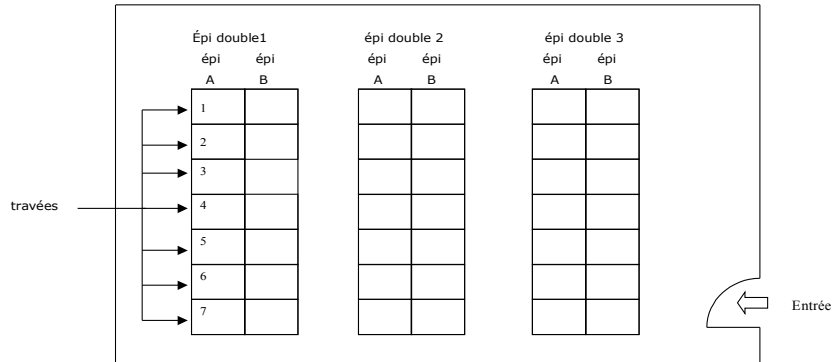 Épi double1 épi double 2 épi double 3
épi épi épi épi épi épi
A B A B A B
1
2
3
travées 4
5
6
7
Entrée